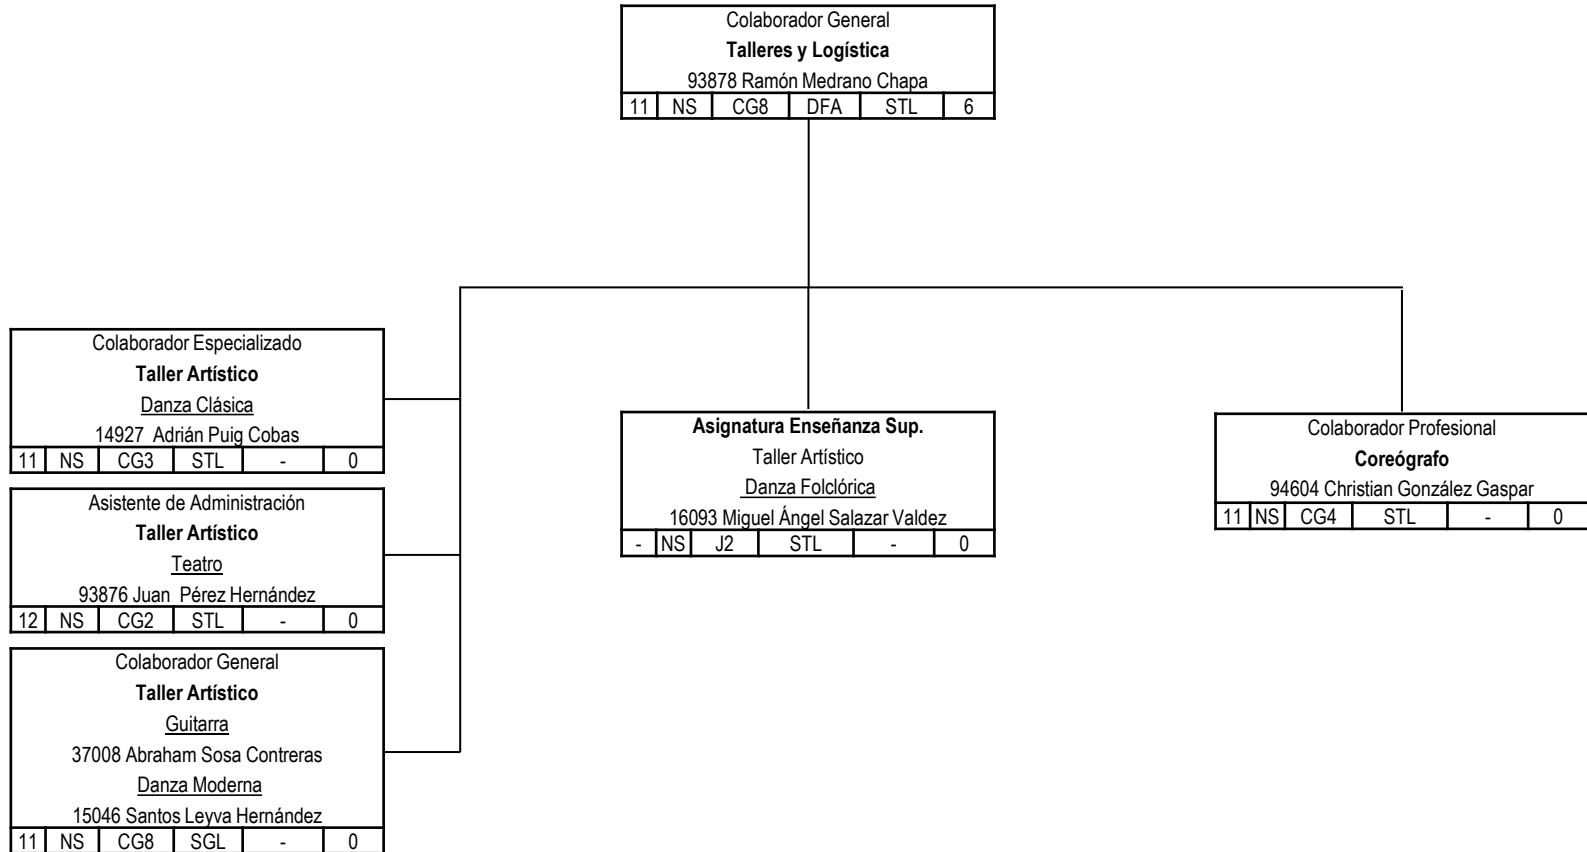 Colaborador General
Talleres y Logística
93878 Ramón Medrano Chapa
11 NS CG8 DFA STL 6
Colaborador Especializado
Taller Artístico
Danza Clásica
14927 Adrián Puig Cobas
11 NS CG3 STL - 0
Asistente de Administración
Taller Artístico
Teatro
93876 Juan Pérez Hernández
12 NS CG2 STL - 0
Colaborador General
Taller Artístico
Guitarra
37008 Abraham Sosa Contreras
Danza Moderna
15046 Santos Leyva Hernández
11 NS CG8 SGL - 0
Asignatura Enseñanza Sup.
Taller Artístico
Danza Folclórica
16093 Miguel Ángel Salazar Valdez
- NS J2 STL - 0
Colaborador Profesional
Coreógrafo
94604 Christian González Gaspar
11 NS CG4 STL - 0